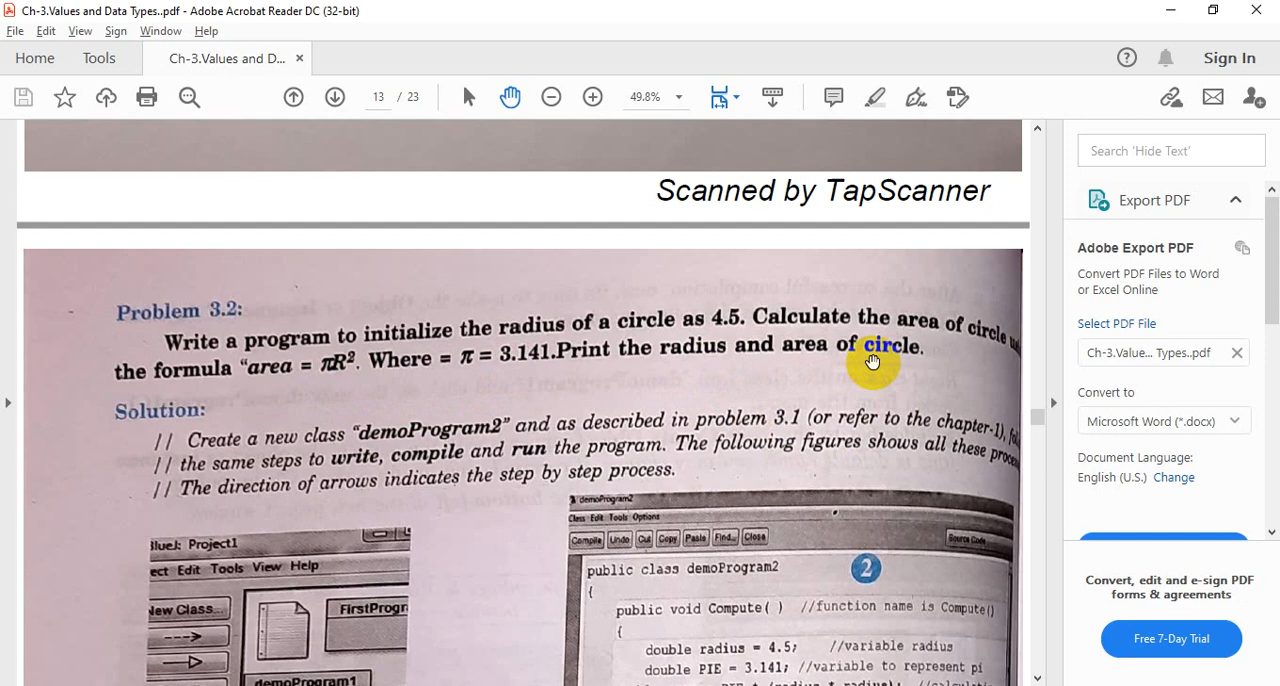 Ch-3.Values and Data Types..pdf - Adobe Acrobat Reader DC (32-bit)
File Edit View Sign Window Help
Home Tools Ch-3.Values and D... × Sign In
13 / 23 49.8%
Search 'Hide Text'
Scanned by TapScanner
Export PDF
Adobe Export PDF
Convert PDF Files to Word
or Excel Online
Select PDF File
Ch-3.Value... Types..pdf
Convert to
Microsoft Word (*.docx)
Document Language:
English (U.S.) Change
Convert, edit and e-sign PDF
forms & agreements
Free 7-Day Trial
Problem 3.2:
Write a program to initialize the radius of a circle as 4.5. Calculate the area of circle
the formula “area = πR². Where = π = 3.141.Print the radius and area of circle.
Solution:
// Create a new class “demoProgram2” and as described in problem 3.1 (or refer to the chapter-1),
// the same steps to write, compile and run the program. The following figures shows all these
// The direction of arrows indicates the step by step process.
BlueJ: Project1
ect Edit Tools View Help
New Class...
FirstProgr
demoProgram1
demoProgram2
Class Edit Tools Options
Compile Undo Cut Copy Paste Find... Close Source Code
public class demoProgram2 2
{
public void Compute( ) //function name is Compute()
{
double radius = 4.5; //variable radius
double PIE = 3.141; //variable to represent pi